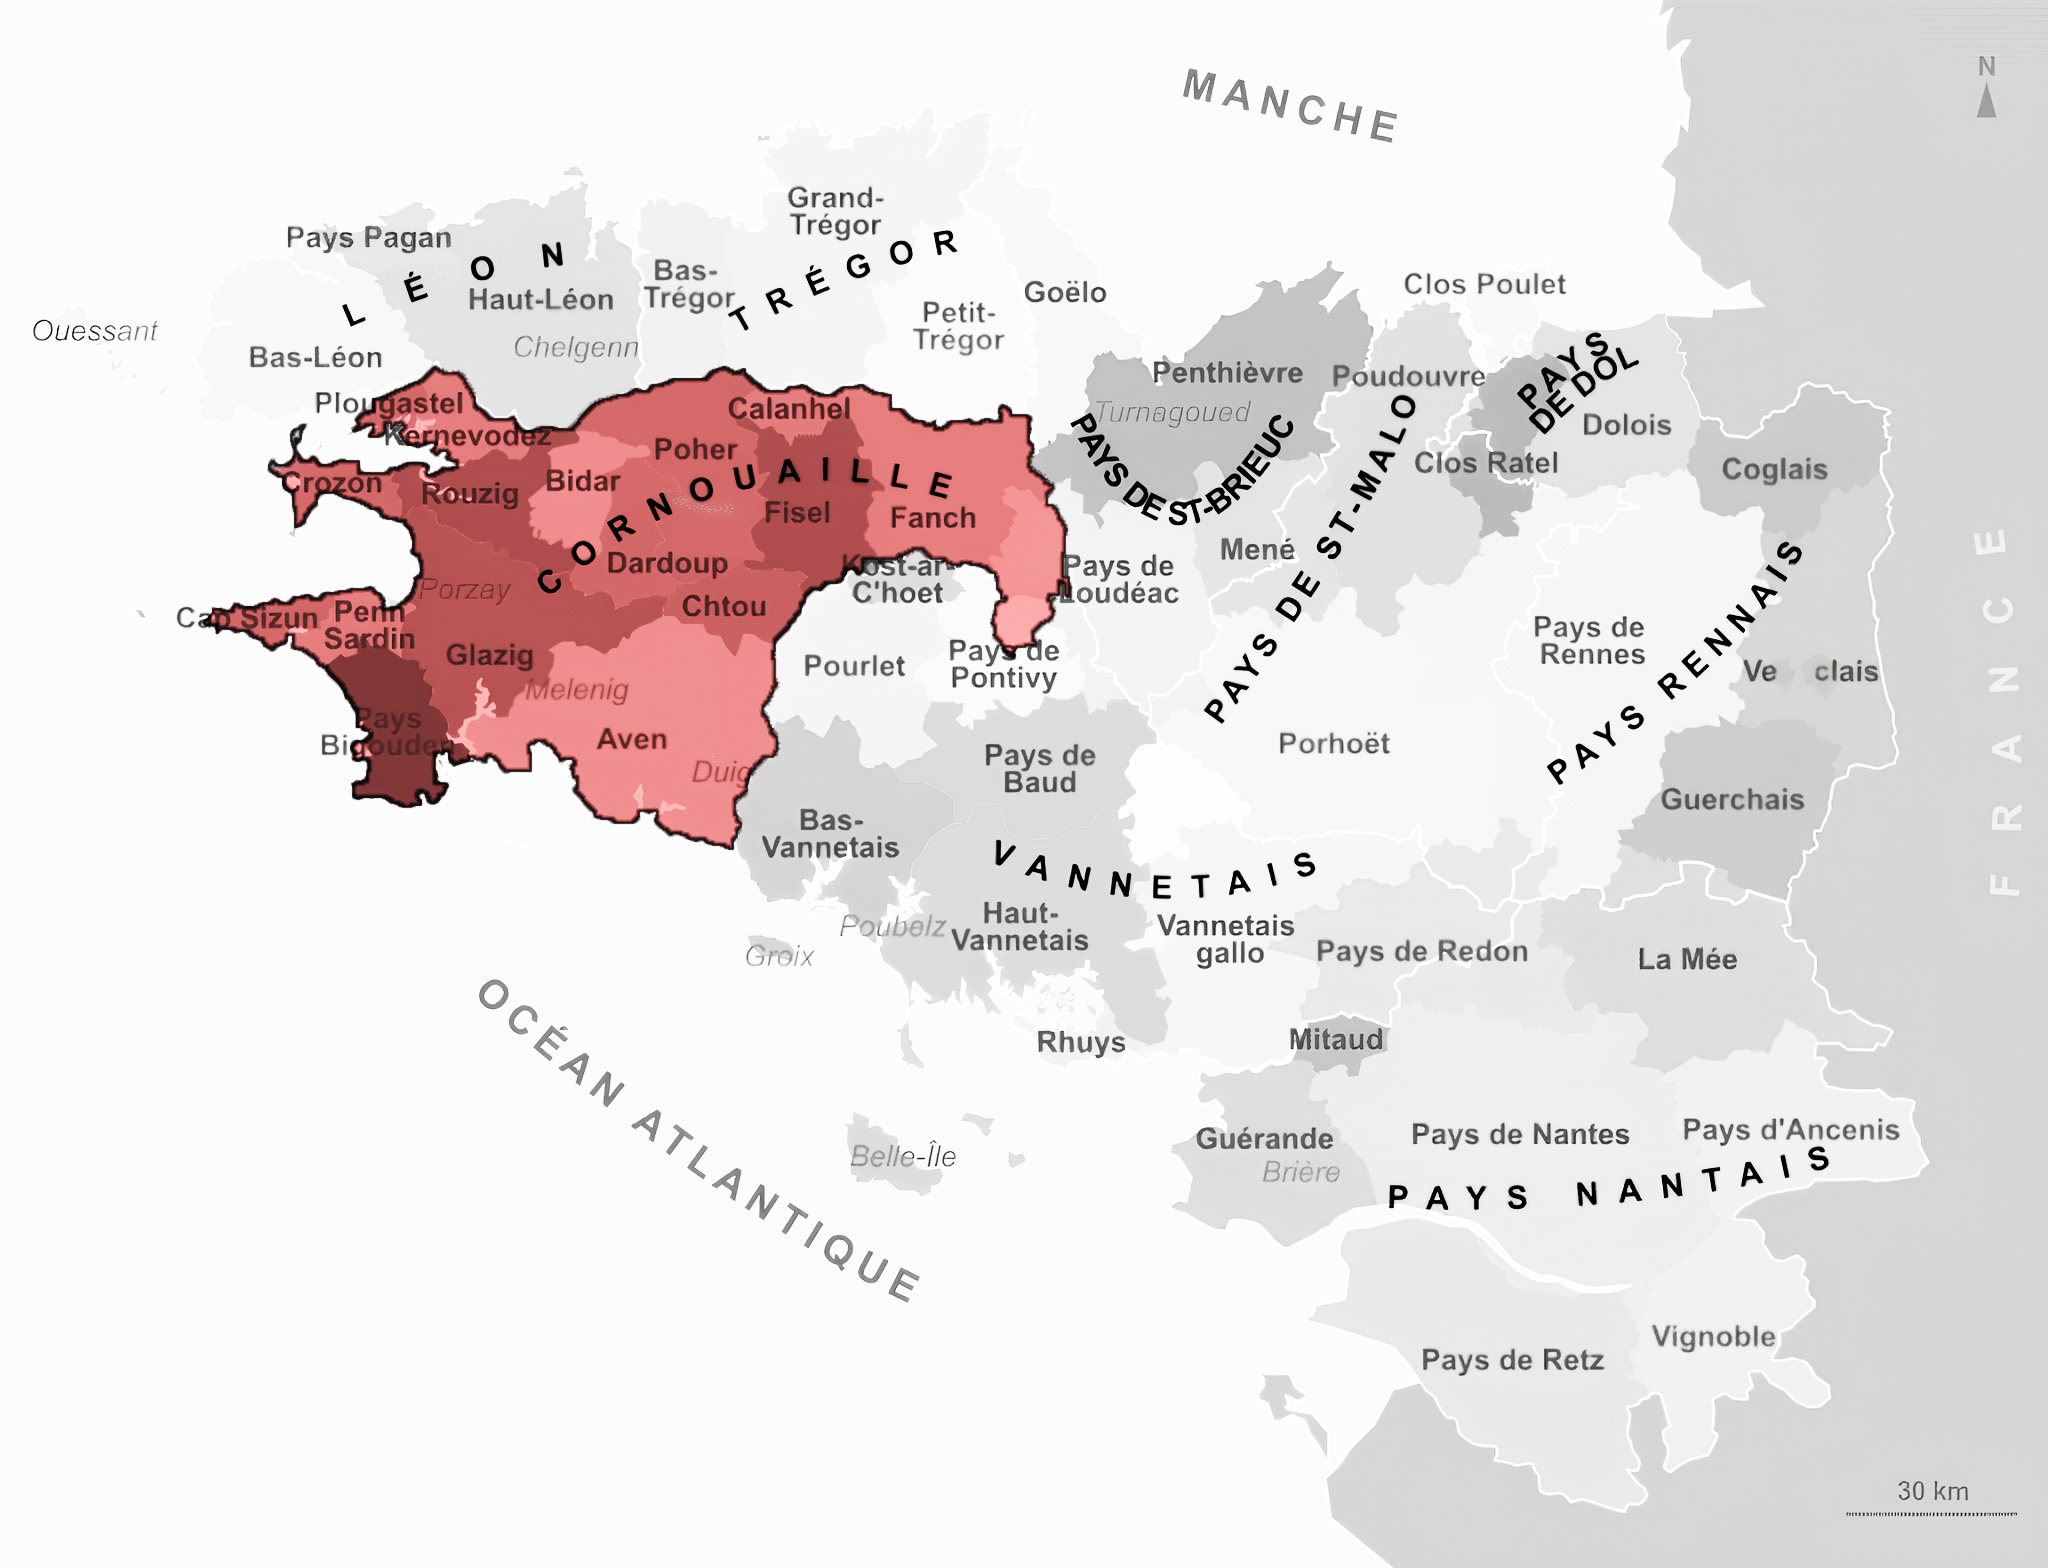 N
MANCHE
FRANCE
OCÉAN ATLANTIQUE
30 km
LÉON
Pays Pagan
Haut-Léon
Chelgenn
Bas-Léon
Ouessant
TRÉGOR
Grand-
Trégor
Bas-
Trégor
Petit-
Trégor
Goëlo
CORNOUAILLE
Plougastel
Kernevodez
Crozon
Rouzig
Bidar
Poher
Calanhel
Fisel
Fanch
Dardoup
Chtou
Porzay
Cap Sizun
Penn
Sardin
Glazig
Melenig
Pays
Bigouden
Aven
Duig
Kost-ar-
C'hoet
Pourlet
Pays de
Pontivy
Pays de
Loudéac
PAYS DE ST-BRIEUC
Penthièvre
Turnagoued
Mené
PAYS DE ST-MALO
Clos Poulet
Poudouvre
Clos Ratel
Porhoët
PAYS
DE DOL
Dolois
PAYS RENNAIS
Coglais
Pays de
Rennes
Ve clais
Guerchais
VANNETAIS
Pays de
Baud
Bas-
Vannetais
Haut-
Vannetais
Vannetais
gallo
Poubelz
Groix
Rhuys
Belle-Île
Pays de Redon
La Mée
Mitaud
PAYS NANTAIS
Guérande
Brière
Pays de Nantes
Pays d'Ancenis
Pays de Retz
Vignoble